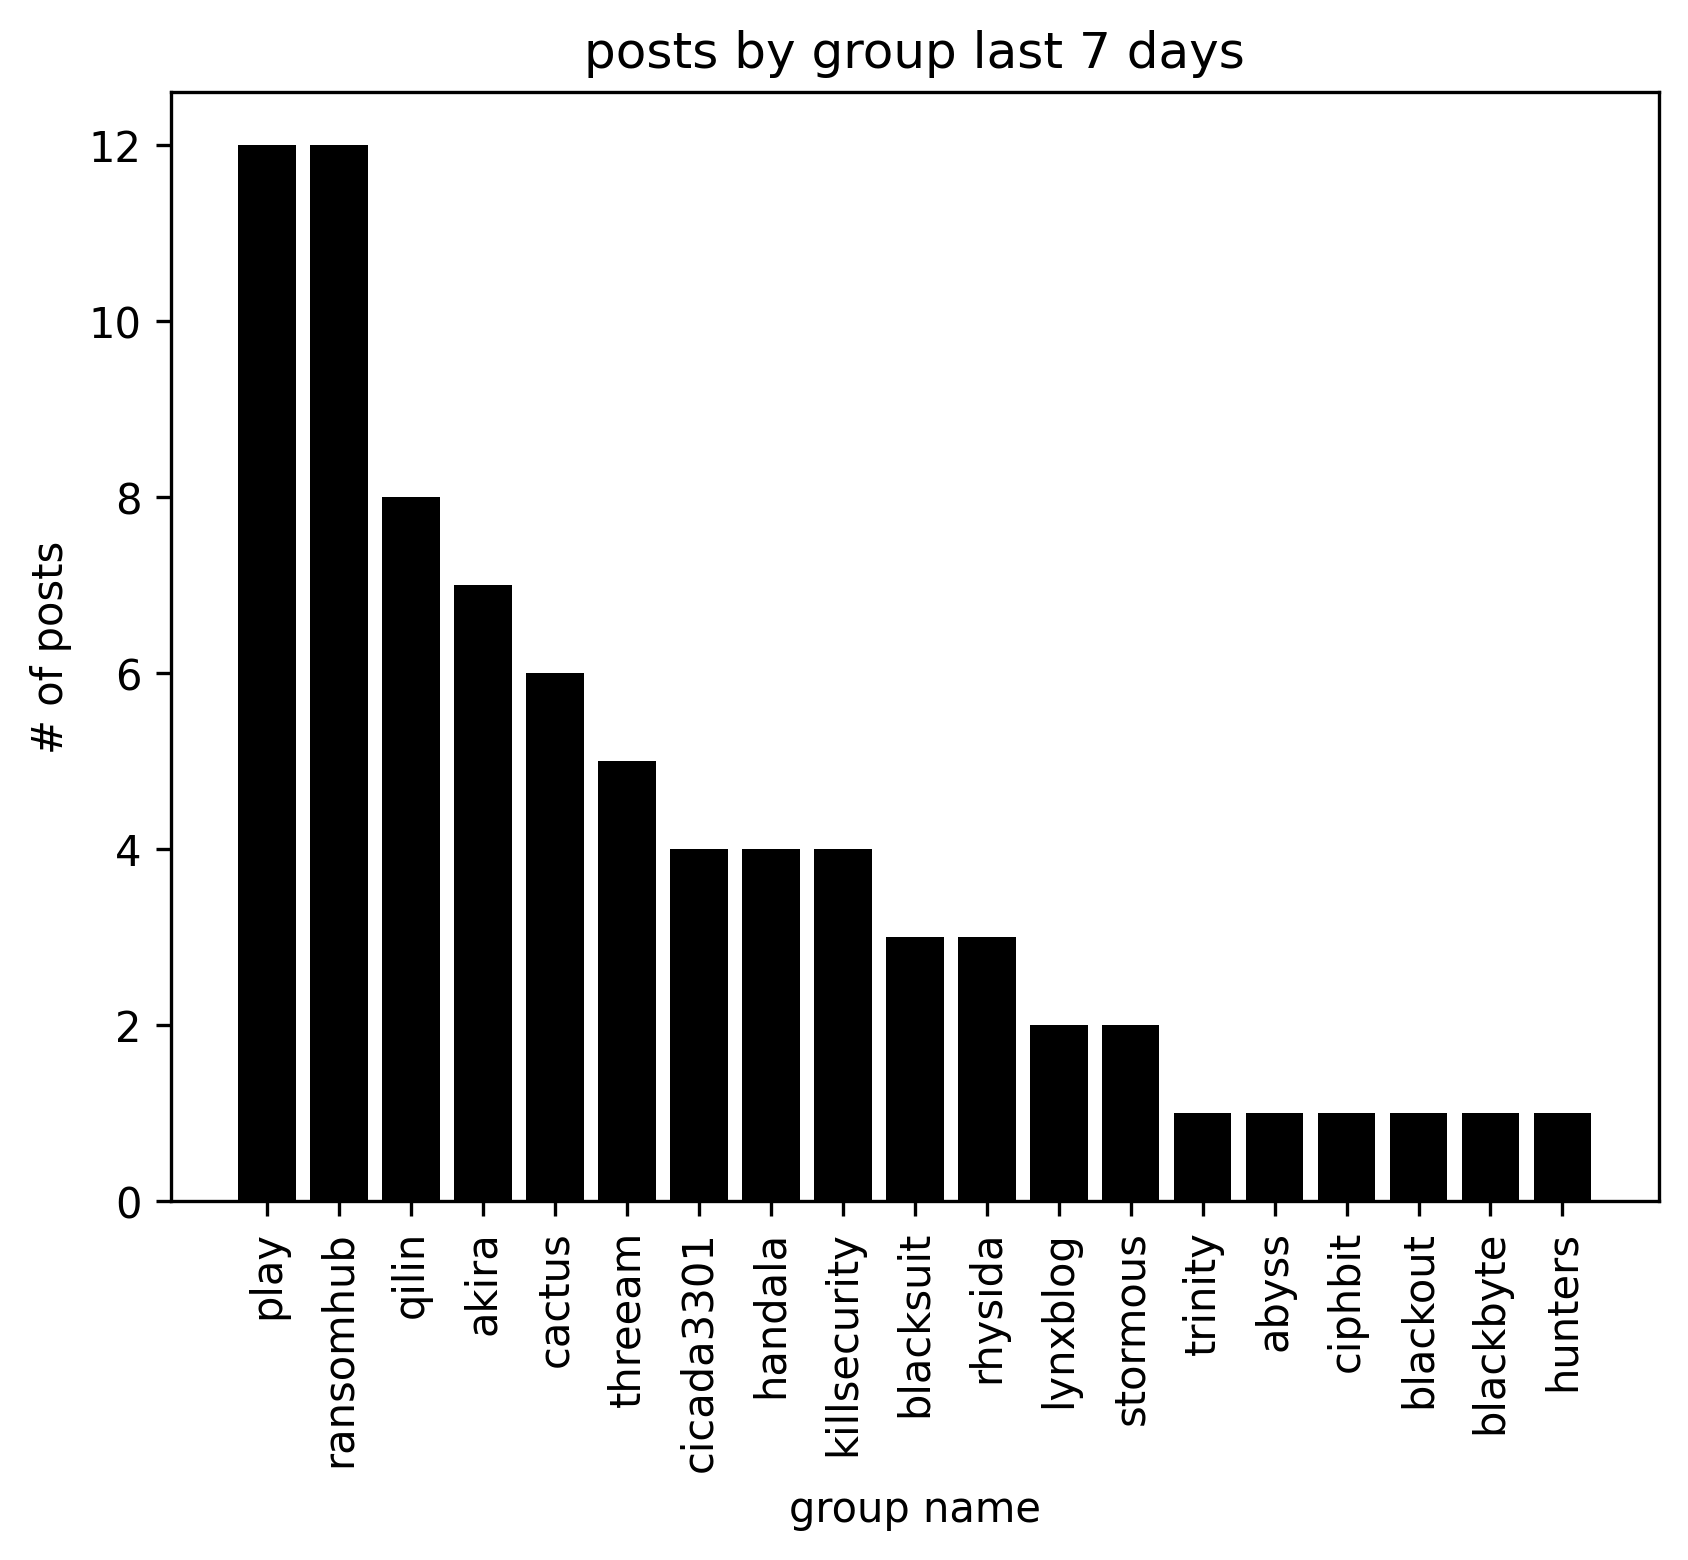 posts by group last 7 days
12
10
8
6
4
2
0
# of posts
play
ransomhub
qilin
akira
cactus
threeam
cicada3301
handala
killsecurity
blacksuit
rhysida
lynxblog
stormous
trinity
abyss
ciphbit
blackout
blackbyte
hunters
group name